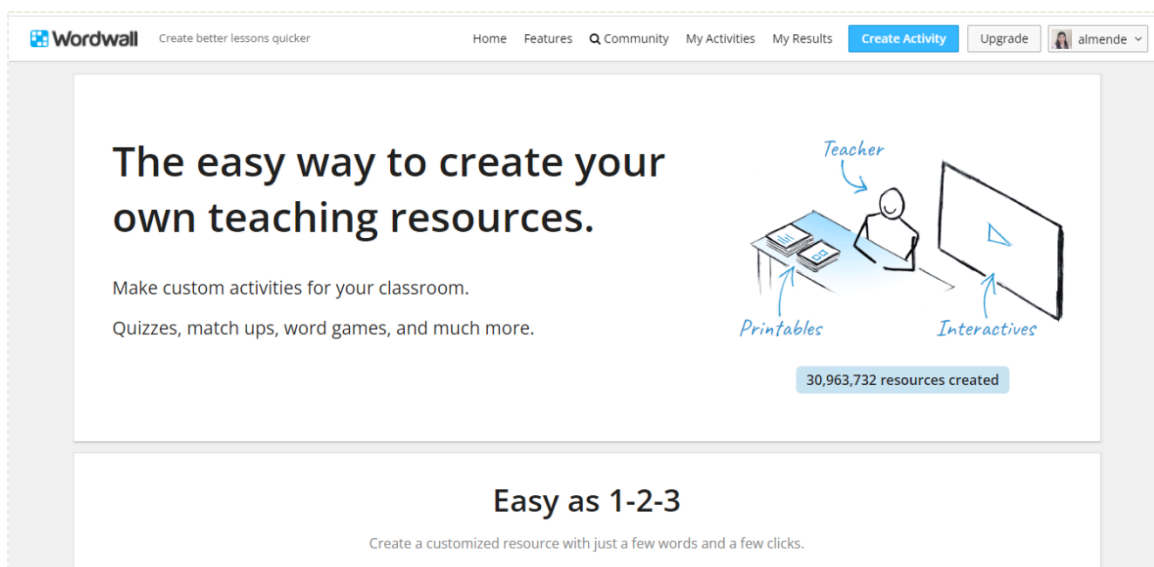 Wordwall Create better lessons quicker Home Features Community My Activities My Results Create Activity Upgrade almende
The easy way to create your
own teaching resources.
Make custom activities for your classroom.
Quizzes, match ups, word games, and much more.
Teacher
Printables
Interactives
30,963,732 resources created
Easy as 1-2-3
Create a customized resource with just a few words and a few clicks.